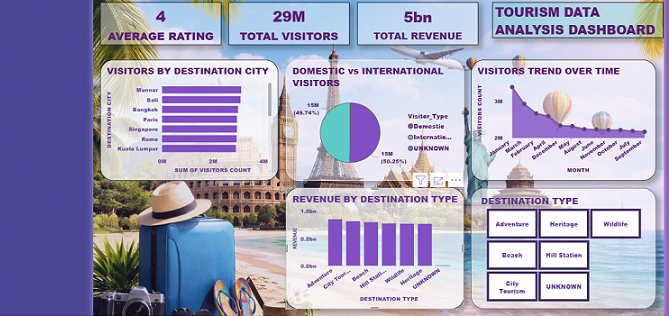 4
AVERAGE RATING
29M
TOTAL VISITORS
5bn
TOTAL REVENUE
TOURISM DATA
ANALYSIS DASHBOARD
VISITORS BY DESTINATION CITY
DESTINATION CITY
Munnar
Bali
Bangkok
Paris
Singapore
Rome
Kuala Lumpur
0M
2M
4M
SUM OF VISITORS COUNT
DOMESTIC vs INTERNATIONAL
VISITORS
15M
(49.74%)
15M
(50.25%)
Visitor_Type
Domestic
Internatio...
UNKNOWN
VISITORS TREND OVER TIME
VISITORS COUNT
3M
2M
January
March
February
April
December
May
August
June
November
October
July
September
MONTH
REVENUE BY DESTINATION TYPE
REVENUE
1.0bn
0.5bn
0.0bn
Adventure
City Tour...
Beach
Hill Stati...
Wildlife
Heritage
UNKNOWN
DESTINATION TYPE
DESTINATION TYPE
Adventure
Heritage
Wildlife
Beach
Hill Station
City
Tourism
UNKNOWN